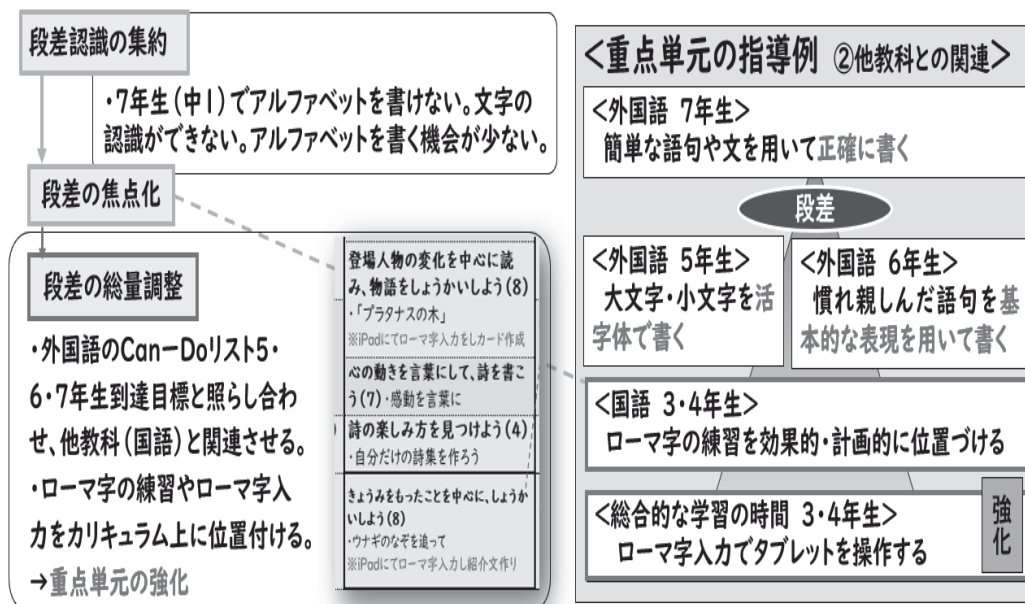 段差認識の集約
・7年生(中1)でアルファベットを書けない。文字の
認識ができない。アルファベットを書く機会が少ない。
段差の焦点化
段差の総量調整
・外国語のCanーDoリスト5・
6・7年生到達目標と照らし合わ
せ、他教科(国語)と関連させる。
・ローマ字の練習やローマ字入
力をカリキュラム上に位置付ける。
→重点単元の強化
登場人物の変化を中心に読
み、物語をしょうかいしよう(8)
・「プラタナスの木」
※iPadにてローマ字入力をしカード作成
心の動きを言葉にして、詩を書こ
う(7)・感動を言葉に
詩の楽しみ方を見つけよう(4)
・自分だけの詩集を作ろう
きょうみをもったことを中心に、しょうか
いしよう(8)
・ウナギのなぞを追って
※iPadにてローマ字入力し紹介文作り
<重点単元の指導例 ②他教科との関連>
<外国語 7年生>
簡単な語句や文を用いて正確に書く
段差
<外国語 5年生>
大文字・小文字を活
字体で書く
<外国語 6年生>
慣れ親しんだ語句を基
本的な表現を用いて書く
<国語 3・4年生>
ローマ字の練習を効果的・計画的に位置づける
<総合的な学習の時間 3・4年生>
ローマ字入力でタブレットを操作する
強化